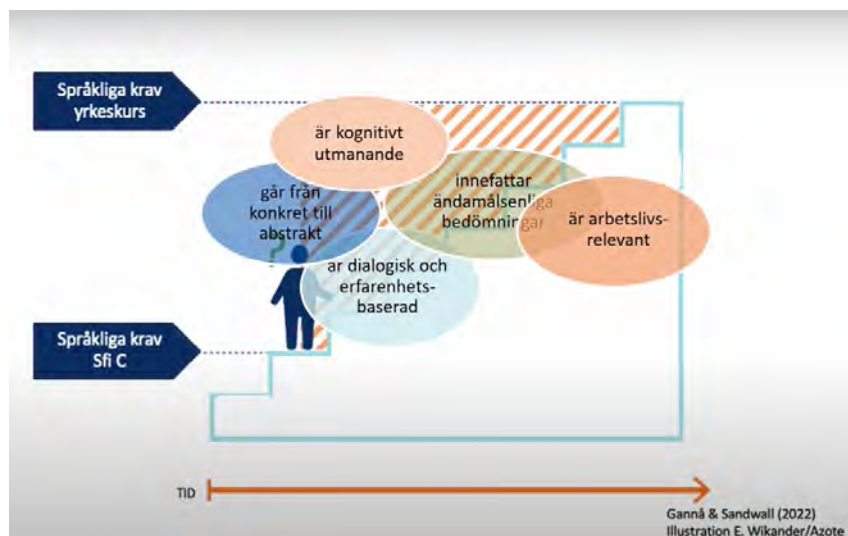 Språkliga krav
yrkeskurs
är kognitivt
utmanande
går från
konkret till
abstrakt
innefattar
ändamålsenliga
bedömningar
är arbetslivs-
relevant
är dialogisk och
erfarenhets-
baserad
Språkliga krav
Sfi C
TID
Gannå & Sandwall (2022)
Illustration E. Wikander/Azote